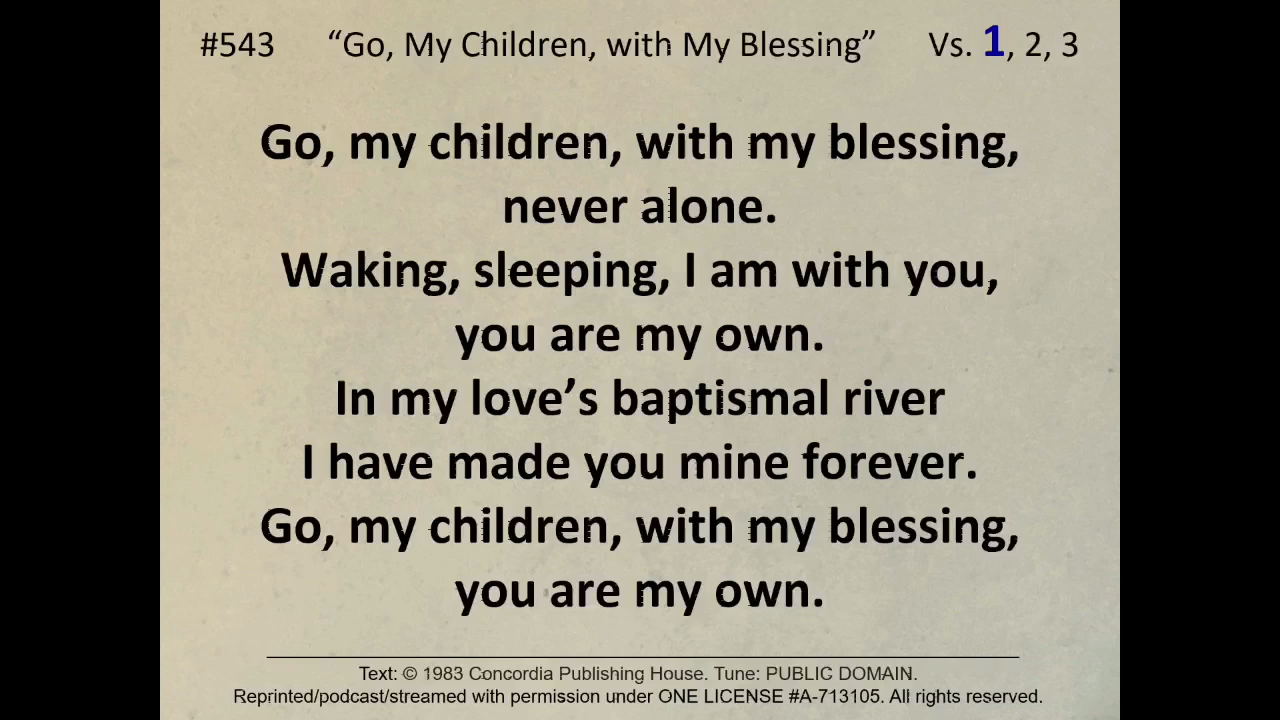 #543 “Go, My Children, with My Blessing” Vs. 1, 2, 3
Go, my children, with my blessing,
never alone.
Waking, sleeping, I am with you,
you are my own.
In my love’s baptismal river
I have made you mine forever.
Go, my children, with my blessing,
you are my own.
Text: © 1983 Concordia Publishing House. Tune: PUBLIC DOMAIN.
Reprinted/podcast/streamed with permission under ONE LICENSE #A-713105. All rights reserved.